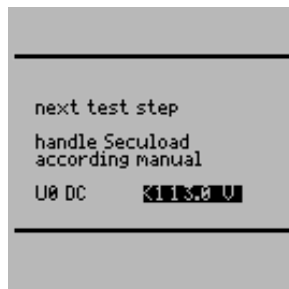 next test step
handle Secuload
according manual
U0 DC <113.0 V